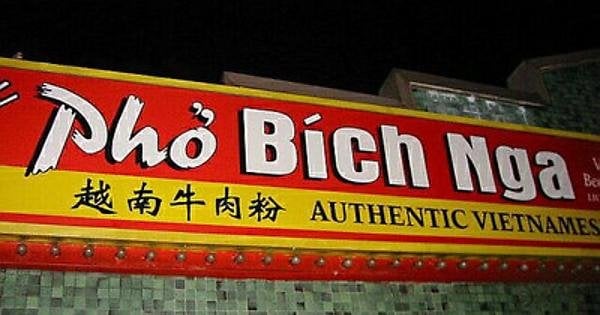 Phở Bích Nga
越南牛肉粉 AUTHENTIC VIETNAMES